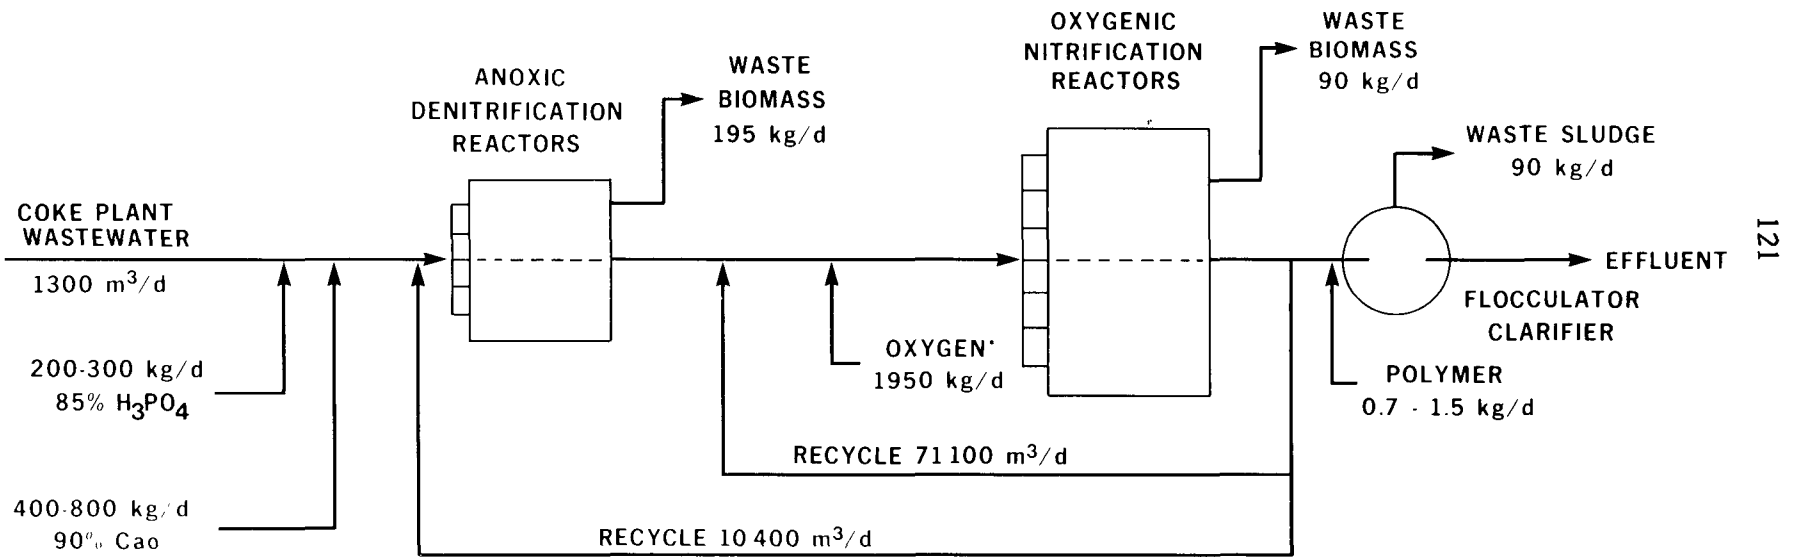 OXYGENIC
NITRIFICATION
REACTORS
WASTE
BIOMASS
90 kg/d
ANOXIC
DENITRIFICATION
REACTORS
WASTE
BIOMASS
195 kg/d
WASTE SLUDGE
90 kg/d
COKE PLANT
WASTEWATER
1300 m³/d
121
EFFLUENT
FLOCCULATOR
CLARIFIER
200-300 kg/d
85% H₃PO₄
OXYGEN·
1950 kg/d
POLYMER
0.7 - 1.5 kg/d
RECYCLE 71 100 m³/d
400-800 kg/d
90% Cao
RECYCLE 10 400 m³/d